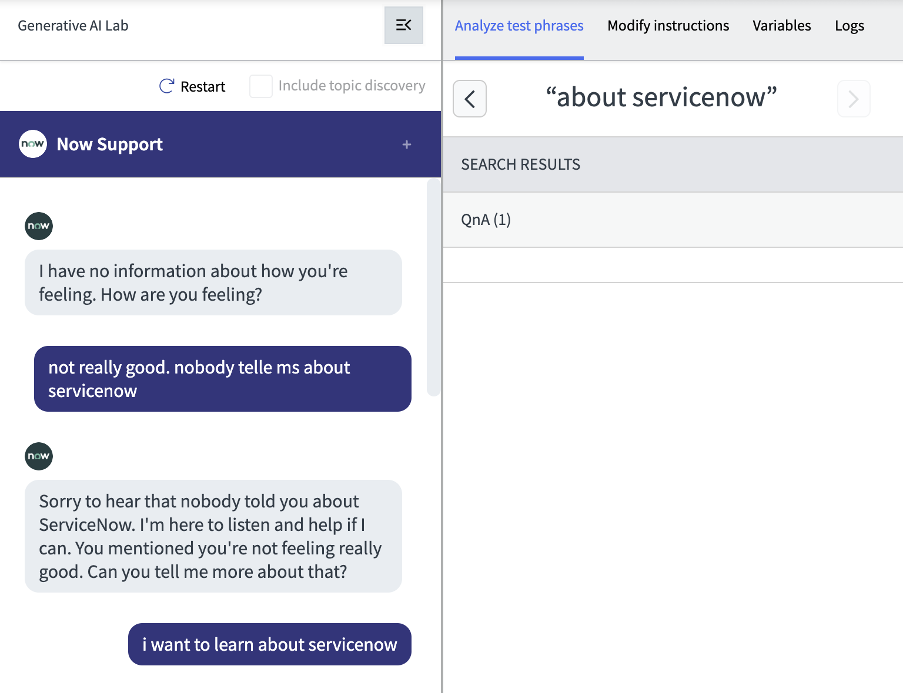 Generative AI Lab
Restart
Include topic discovery
now
Now Support
+
now
I have no information about how you're
feeling. How are you feeling?
not really good. nobody telle ms about
servicenow
now
Sorry to hear that nobody told you about
ServiceNow. I'm here to listen and help if I
can. You mentioned you're not feeling really
good. Can you tell me more about that?
i want to learn about servicenow
Analyze test phrases
Modify instructions
Variables
Logs
“about servicenow”
SEARCH RESULTS
QnA (1)